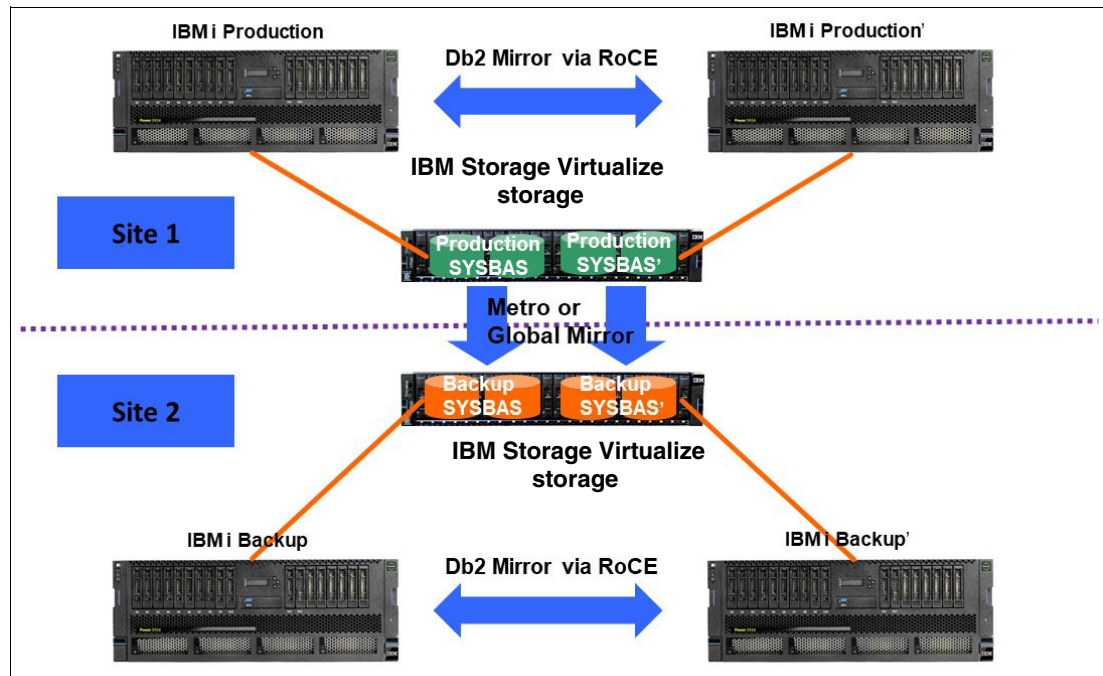 IBM i Production
IBM i Production'
Db2 Mirror via RoCE
IBM Storage Virtualize
storage
Site 1
Production
SYSBAS
Production
SYSBAS'
Metro or
Global Mirror
Site 2
Backup
SYSBAS
Backup
SYSBAS'
IBM Storage Virtualize
storage
IBM i Backup
IBM i Backup'
Db2 Mirror via RoCE